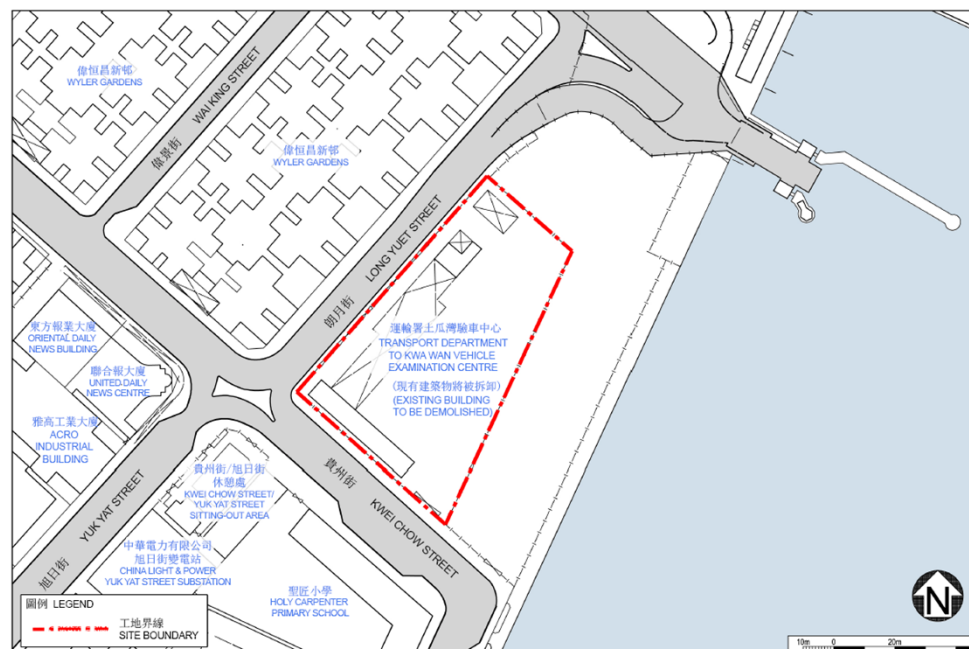 偉恒昌新邨
WYLER GARDENS
偉景街
WAI KING STREET
偉恒昌新邨
WYLER GARDENS
朗月街
LONG YUET STREET
運輸署土瓜灣驗車中心
TRANSPORT DEPARTMENT
TO KWA WAN VEHICLE
EXAMINATION CENTRE
(現有建築物將被拆卸)
(EXISTING BUILDING
TO BE DEMOLISHED)
東方報業大廈
ORIENTAL DAILY
NEWS BUILDING
聯合報大廈
UNITED DAILY
NEWS CENTRE
雅高工業大廈
ACRO
INDUSTRIAL
BUILDING
貴州街/旭日街
休憩處
KWEI CHOW STREET/
YUK YAT STREET
SITTING-OUT AREA
貴州街
KWEI CHOW STREET
旭日街
YUK YAT STREET
中華電力有限公司
旭日街變電站
CHINA LIGHT & POWER
YUK YAT STREET SUBSTATION
聖匠小學
HOLY CARPENTER
PRIMARY SCHOOL
圖例 LEGEND
工地界線
SITE BOUNDARY
N
10m 0 20m